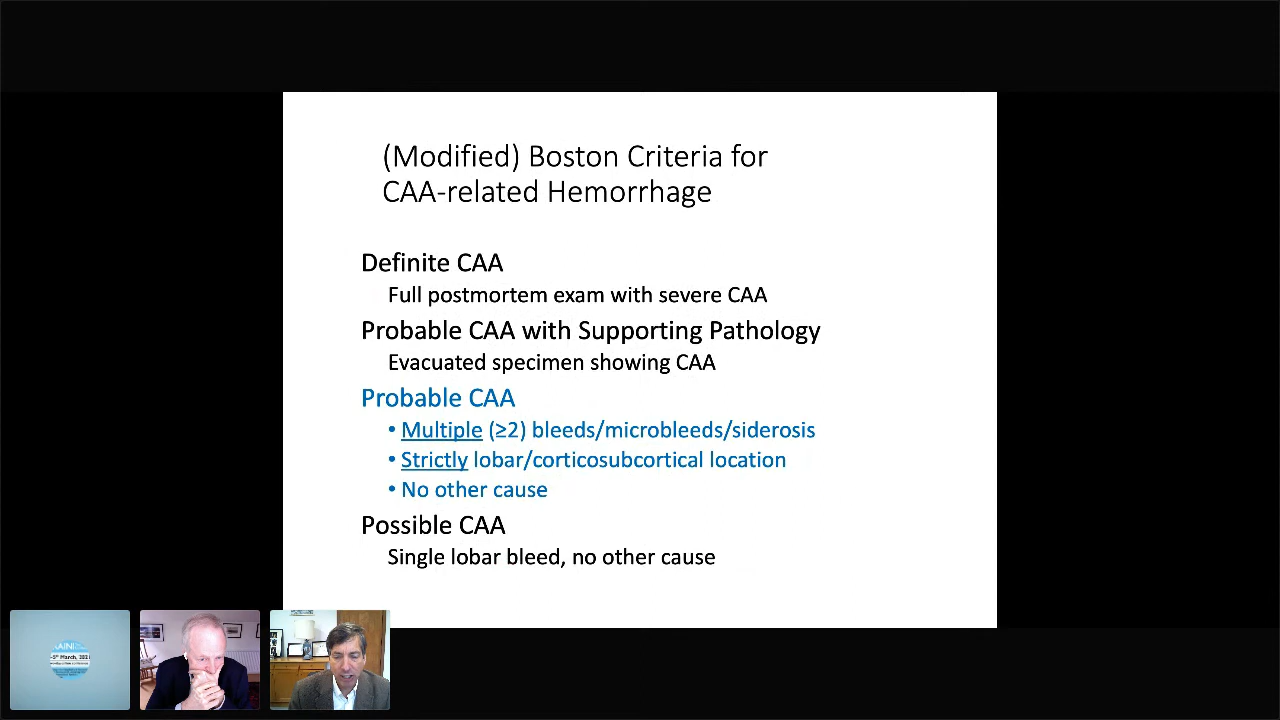 (Modified) Boston Criteria for
CAA-related Hemorrhage
Definite CAA
Full postmortem exam with severe CAA
Probable CAA with Supporting Pathology
Evacuated specimen showing CAA
Probable CAA
• Multiple (≥2) bleeds/microbleeds/siderosis
• Strictly lobar/corticosubcortical location
• No other cause
Possible CAA
Single lobar bleed, no other cause
March, 202